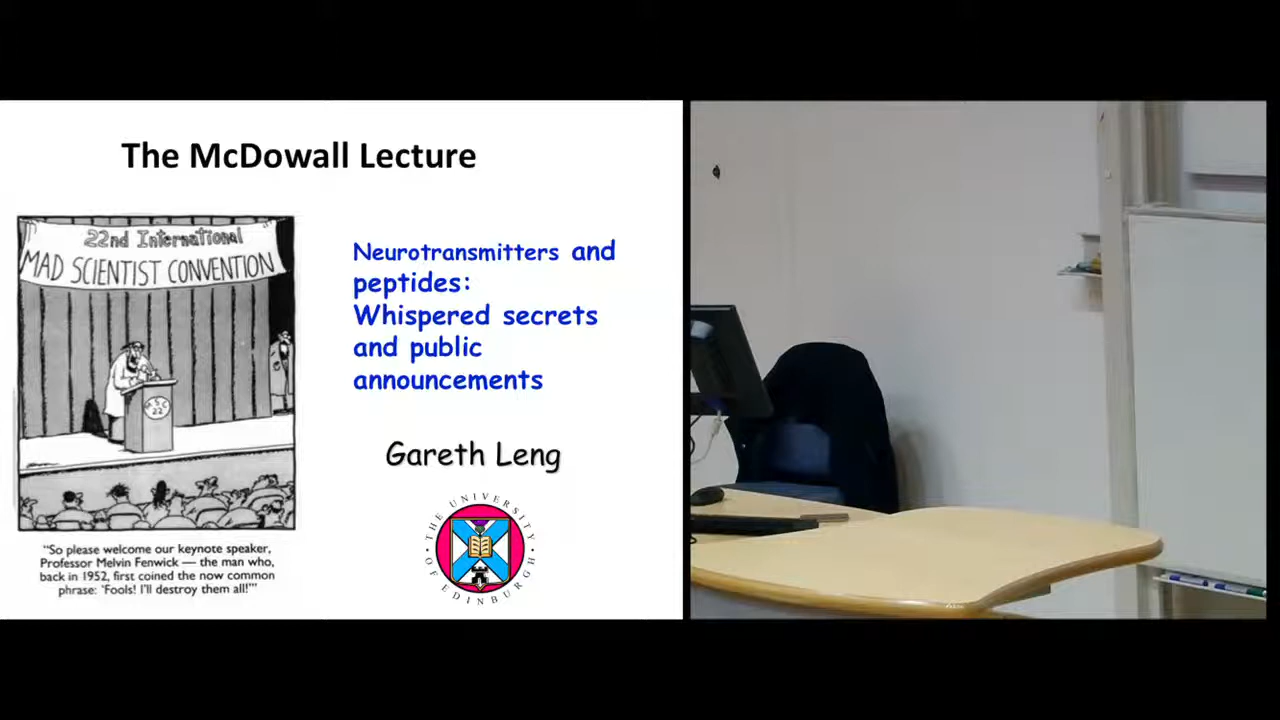 The McDowall Lecture
22nd International
MAD SCIENTIST CONVENTION
MSC
22
"So please welcome our keynote speaker,
Professor Melvin Fenwick — the man who,
back in 1952, first coined the now common
phrase: 'Fools! I'll destroy them all!'"
Neurotransmitters and
peptides:
Whispered secrets
and public
announcements
Gareth Leng
THE UNIVERSITY
OF EDINBURGH